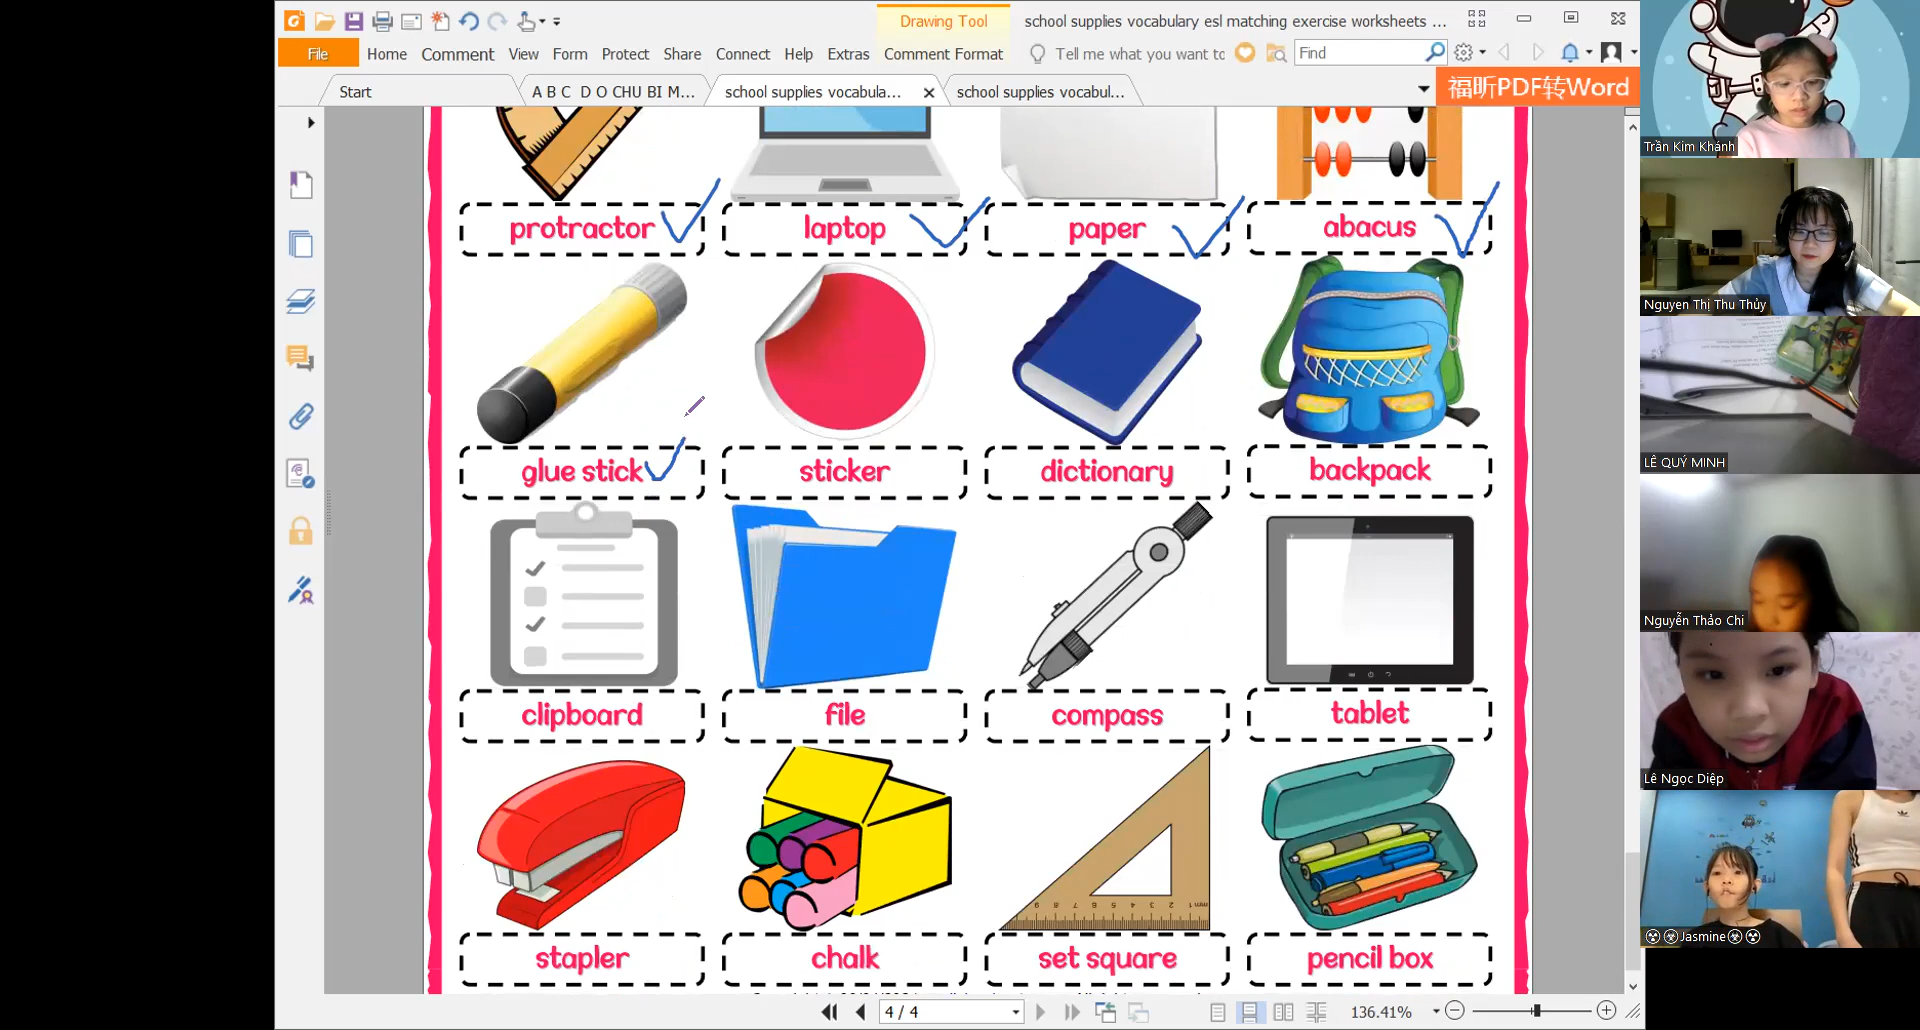 school supplies vocabulary esl matching exercise worksheets ...
Drawing Tool
File
Home
Comment
View
Form
Protect
Share
Connect
Help
Extras
Comment Format
Tell me what you want to
Find
Start
A B C D O CHU BI M...
school supplies vocabula...
school supplies vocabul...
福昕PDF转Word
protractor
laptop
paper
abacus
glue stick
sticker
dictionary
backpack
clipboard
file
compass
tablet
stapler
chalk
set square
pencil box
4 / 4
136.41%
Trần Kim Khánh
Nguyen Thị Thu Thủy
LÊ QUÝ MINH
Nguyễn Thảo Chi
Lê Ngọc Diệp
☢☣Jasmine☣☢